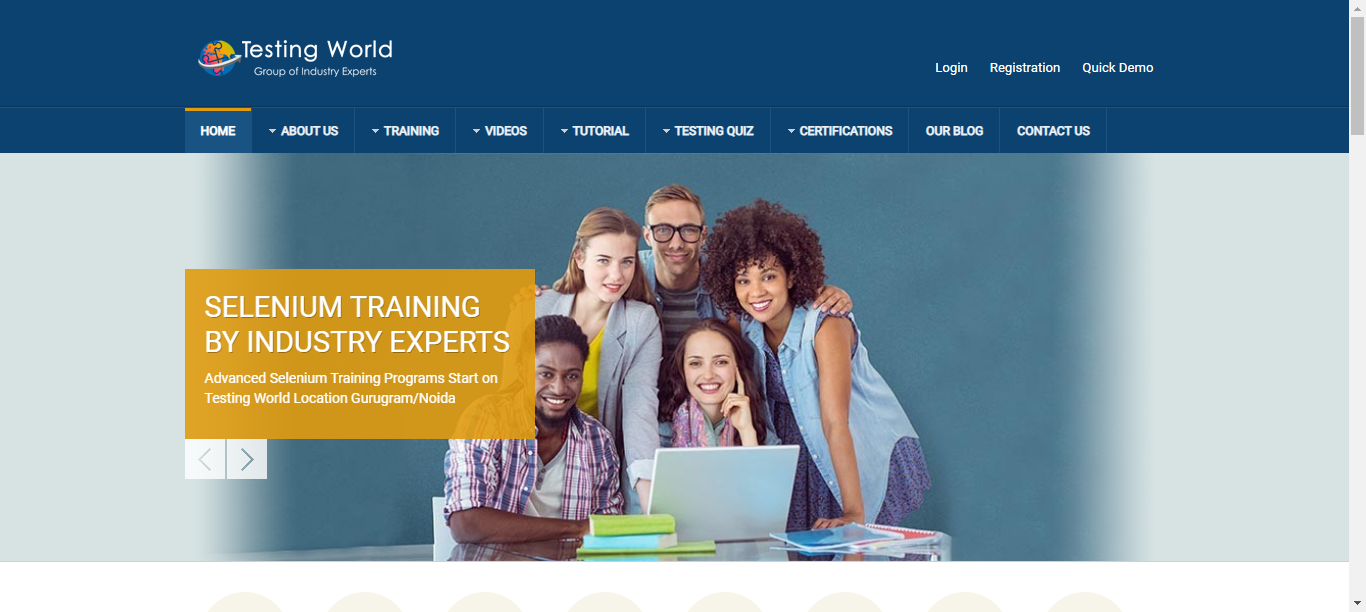 Testing World
Group of Industry Experts
Login Registration Quick Demo
HOME ABOUT US TRAINING VIDEOS TUTORIAL TESTING QUIZ CERTIFICATIONS OUR BLOG CONTACT US
SELENIUM TRAINING
BY INDUSTRY EXPERTS
Advanced Selenium Training Programs Start on
Testing World Location Gurugram/Noida